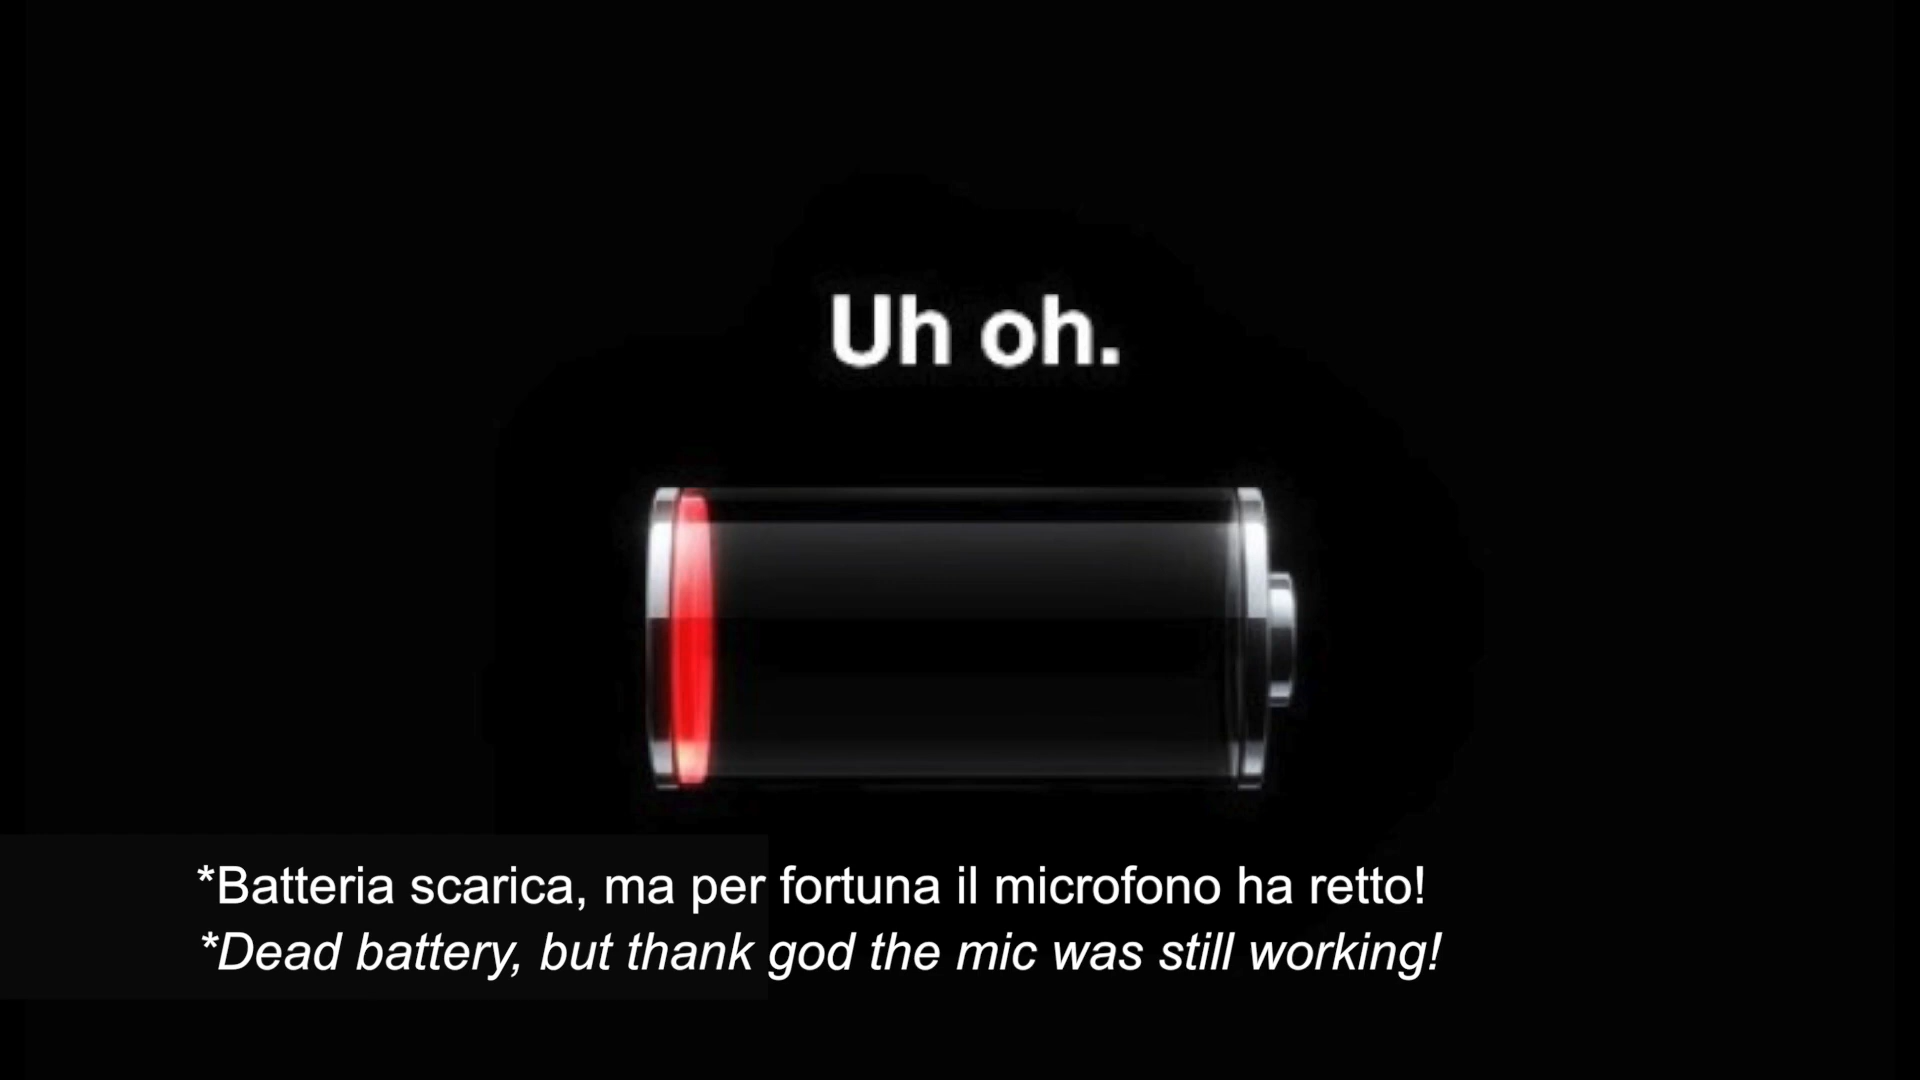 Uh oh.
*Batteria scarica, ma per fortuna il microfono ha retto!
*Dead battery, but thank god the mic was still working!